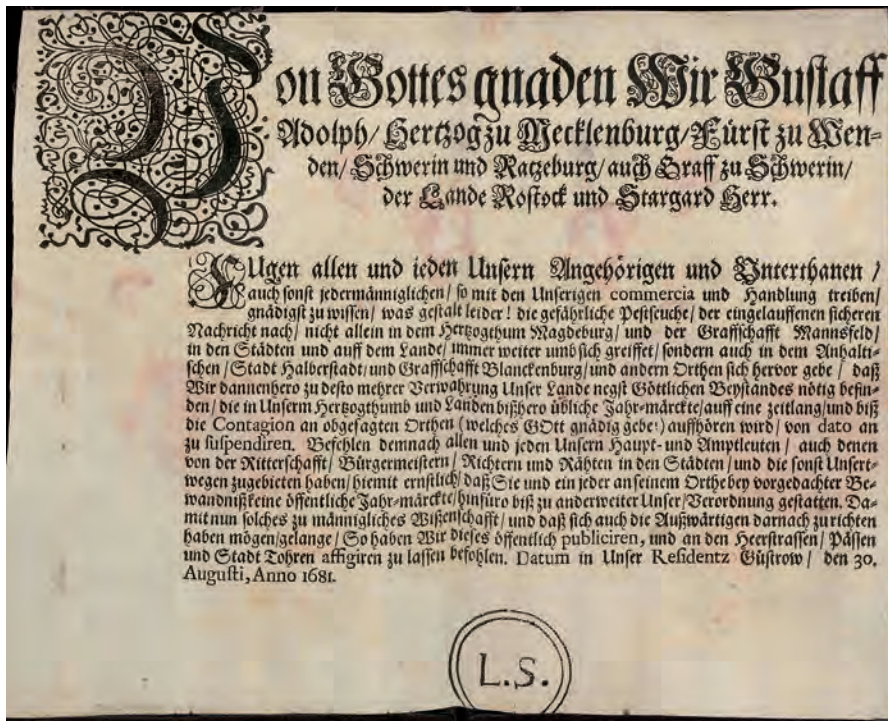 Von Gottes gnaden Wir Gustaff
Adolph/ Hertzog zu Mecklenburg/ Fürst zu Wen-
den/ Schwerin und Ratzeburg/ auch Graff zu Schwerin/
der Lande Rostock und Stargard Herr.
FUgen allen und ieden Unsern Angehörigen und Vnterthanen /
auch sonst jedermänniglichen/ so mit den Unserigen commercia und Handlung treiben/
gnädigst zu wissen/ was gestalt leider! die gefährliche Pestseuche/ der eingelauffenen sicheren
Nachricht nach/ nicht allein in dem Hertzogthum Magdeburg/ und der Graffschafft Mannsfeld/
in den Städten und auff dem Lande/ immer weiter umb sich greiffet/ sondern auch in dem Anhalti-
schen/ Stadt Halberstadt/ und Graffschafft Blanckenburg/ und andern Orthen sich hervor gebe/ daß
Wir dannenhero zu desto mehrer Verwahrung Unser Lande negst Göttlichen Beystandes nötig befin-
den/ die in Unserm Hertzogthumb und Landen bißhero übliche Jahr-märckte/ auff eine zeitlang/ und biß
die Contagion an obgesagten Orthen (welches GOtt gnädig gebe!) auffhören wird/ von dato an
zu suspendiren. Befehlen demnach allen und jeden Unsern Haupt- und Amptleuten/ auch denen
von der Ritterschafft/ Bürgermeistern/ Richtern und Rähten in den Städten/ und die sonst Unsert-
wegen zugebieten haben/ hiemit ernstlich/ daß Sie und ein jeder an seinem Orthe bey vorgedachter Be-
wandniß keine öffentliche Jahr-märckte/ hinfüro biß zu anderweiter Unser/ Verordnung gestatten. Da-
mit nun solches zu männigliches Wißenschafft/ und daß sich auch die Außwärtigen darnach zu richten
haben mögen/ gelange/ So haben Wir dieses öffentlich publiciren, und an den Heerstrassen/ Pässen
und Stadt Tohren affigiren zu lassen befohlen. Datum in Unser Residentz Güstrow/ den 30.
Augusti, Anno 1681.
L.S.